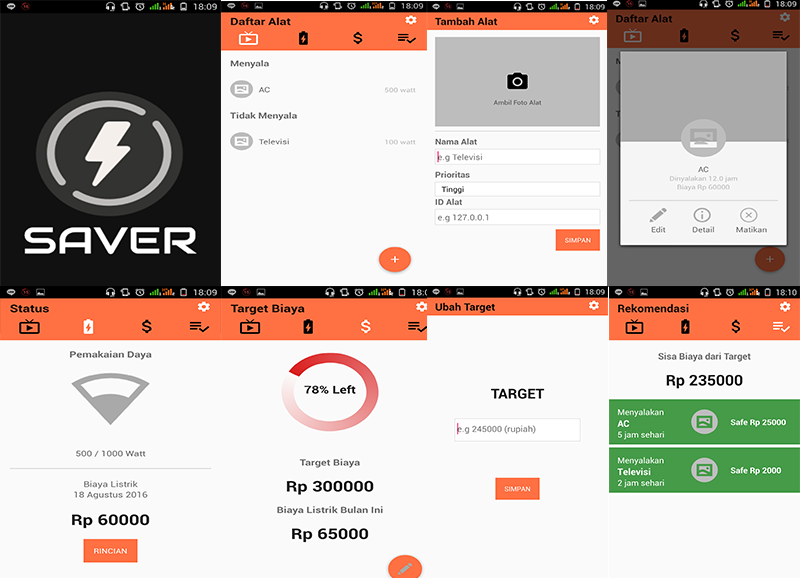 18:09
SAVER
18:09
Daftar Alat
$
Menyala
AC
500 watt
Tidak Menyala
Televisi
100 watt
+
18:09
Tambah Alat
Ambil Foto Alat
Nama Alat
e.g Televisi
Prioritas
Tinggi
ID Alat
e.g 127.0.0.1
SIMPAN
18:09
Daftar Alat
$
AC
Dinyalakan 12.0 jam
Biaya Rp 60000
Edit
Detail
Matikan
+
18:09
Status
$
Pemakaian Daya
500 / 1000 Watt
Biaya Listrik
18 Agustus 2016
Rp 60000
RINCIAN
Target Biaya
$
78% Left
Target Biaya
Rp 300000
Biaya Listrik Bulan Ini
Rp 65000
18:09
Ubah Target
TARGET
e.g 245000 (rupiah)
SIMPAN
18:10
Rekomendasi
$
Sisa Biaya dari Target
Rp 235000
Menyalakan
AC
5 jam sehari
Safe Rp 25000
Menyalakan
Televisi
2 jam sehari
Safe Rp 2000